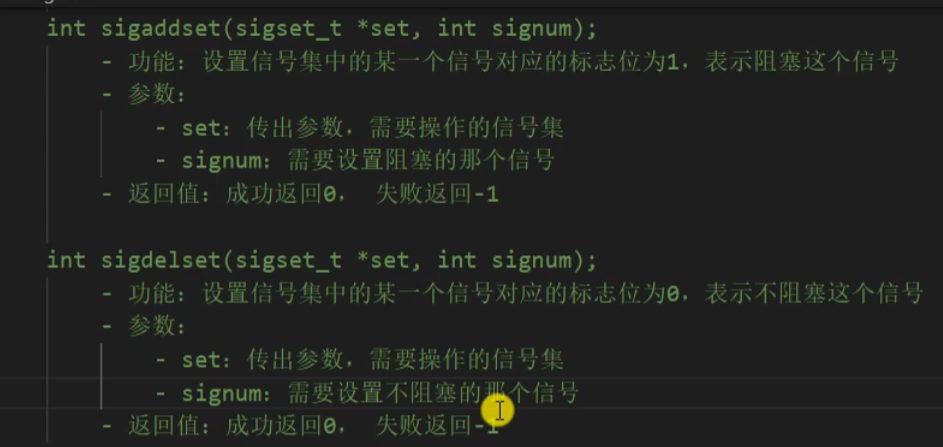 int sigaddset(sigset_t *set, int signum);
- 功能：设置信号集中的某一个信号对应的标志位为1，表示阻塞这个信号
- 参数：
- set：传出参数，需要操作的信号集
- signum：需要设置阻塞的那个信号
- 返回值：成功返回0， 失败返回-1
int sigdelset(sigset_t *set, int signum);
- 功能：设置信号集中的某一个信号对应的标志位为0，表示不阻塞这个信号
- 参数：
- set：传出参数，需要操作的信号集
- signum：需要设置不阻塞的那个信号
- 返回值：成功返回0， 失败返回-1